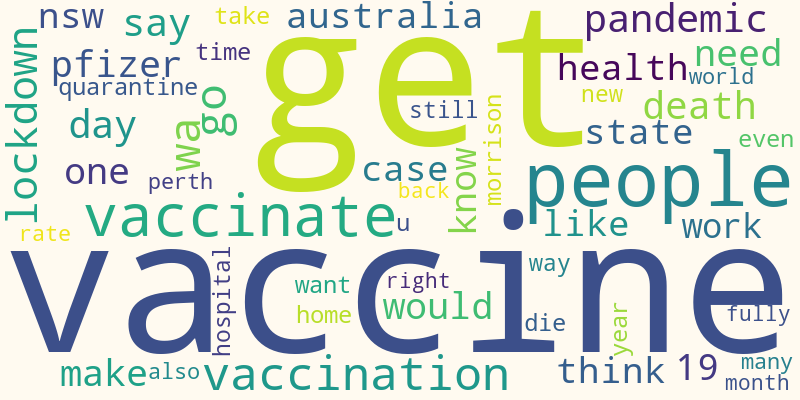 nsw say take australia pandemic
lockdown pfizer time get health need
quarantine world
go still new death
day wa morrison state even
one perth case back know people
vaccinate u like work
rate
vaccine
hospital want right way
home would die year fully
make also vaccination think 19 many
month